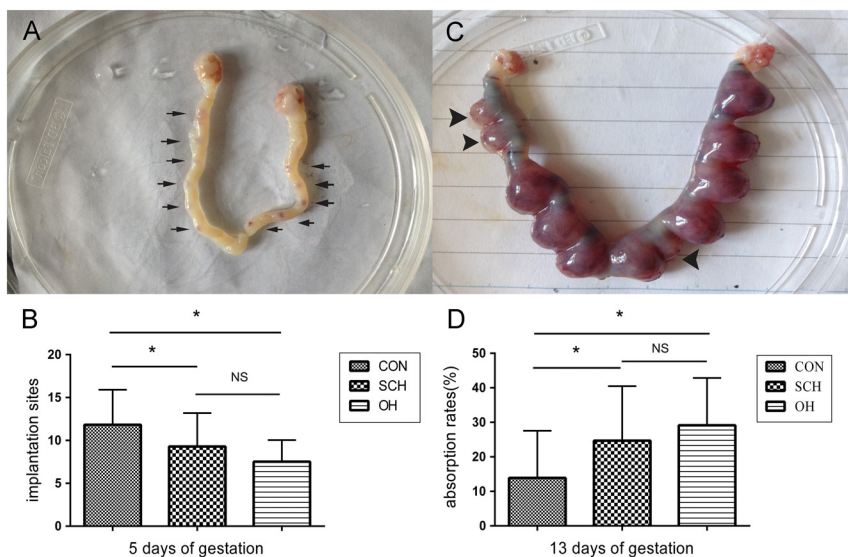 A
C
B
*
*
NS
implantation sites
20
15
10
5
0
CON
SCH
OH
5 days of gestation
D
*
*
NS
absorption rates(%)
50
40
30
20
10
0
CON
SCH
OH
13 days of gestation